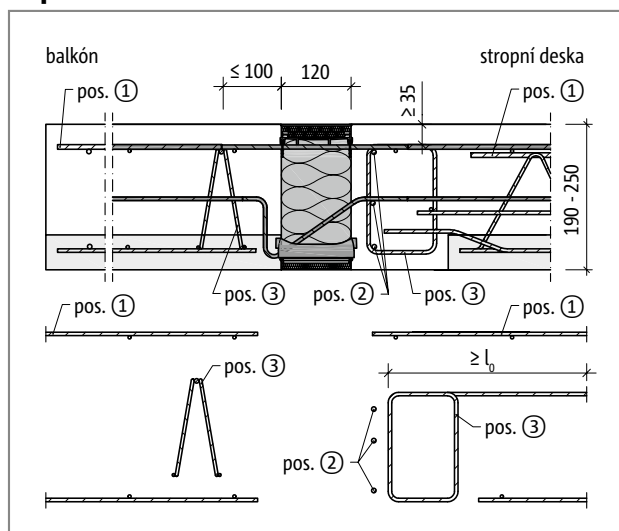 balkón
stropní deska
≤ 100
120
≥ 35
pos. ①
pos. ①
190 - 250
pos. ③
pos. ②
pos. ③
pos. ①
pos. ①
pos. ③
≥ l₀
pos. ③
pos. ②